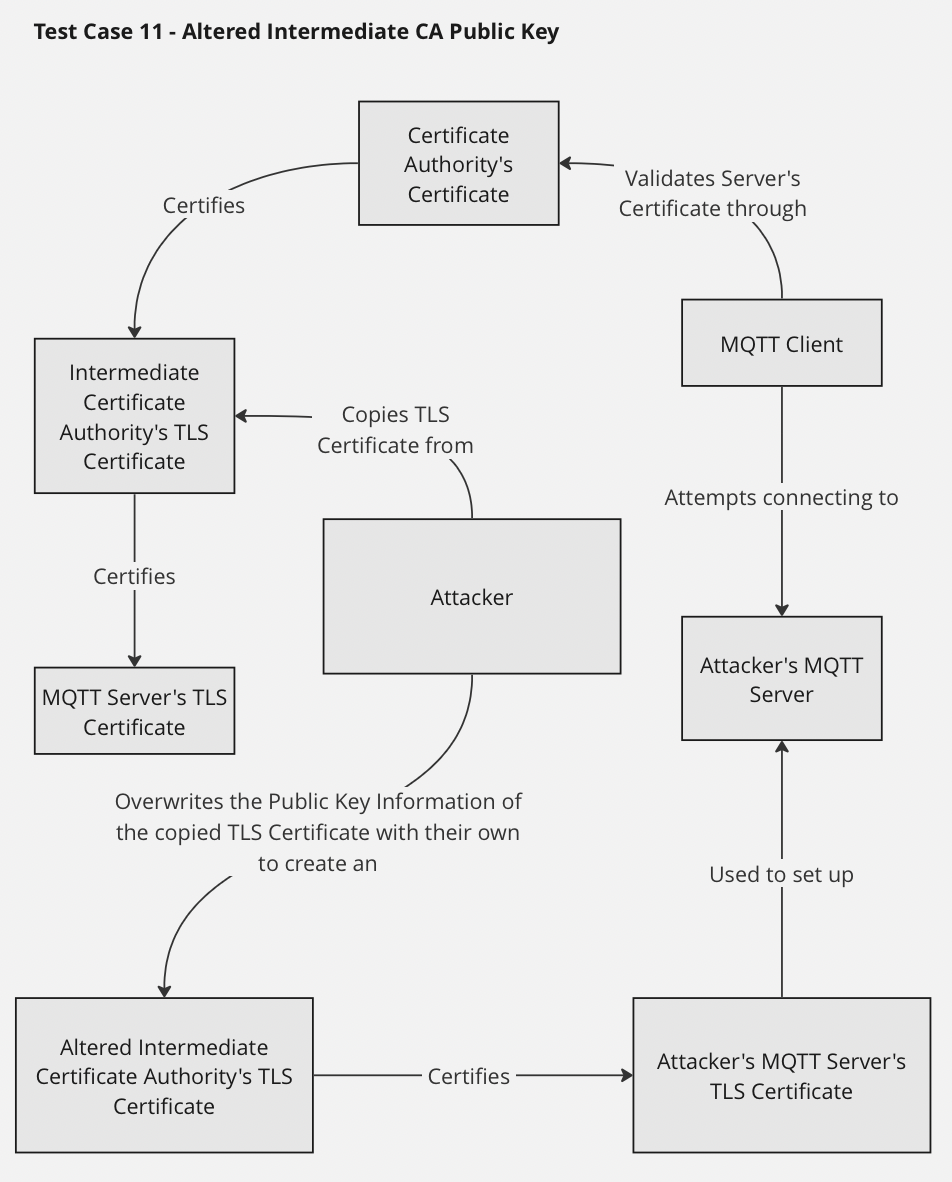 Test Case 11 - Altered Intermediate CA Public Key
Certificate
Authority's
Certificate
Validates Server's
Certificate through
Certifies
MQTT Client
Intermediate
Certificate
Authority's TLS
Certificate
Copies TLS
Certificate from
Attempts connecting to
Attacker
Certifies
Attacker's MQTT
Server
MQTT Server's TLS
Certificate
Overwrites the Public Key Information of
the copied TLS Certificate with their own
to create an
Used to set up
Altered Intermediate
Certificate Authority's TLS
Certificate
Certifies
Attacker's MQTT Server's
TLS Certificate